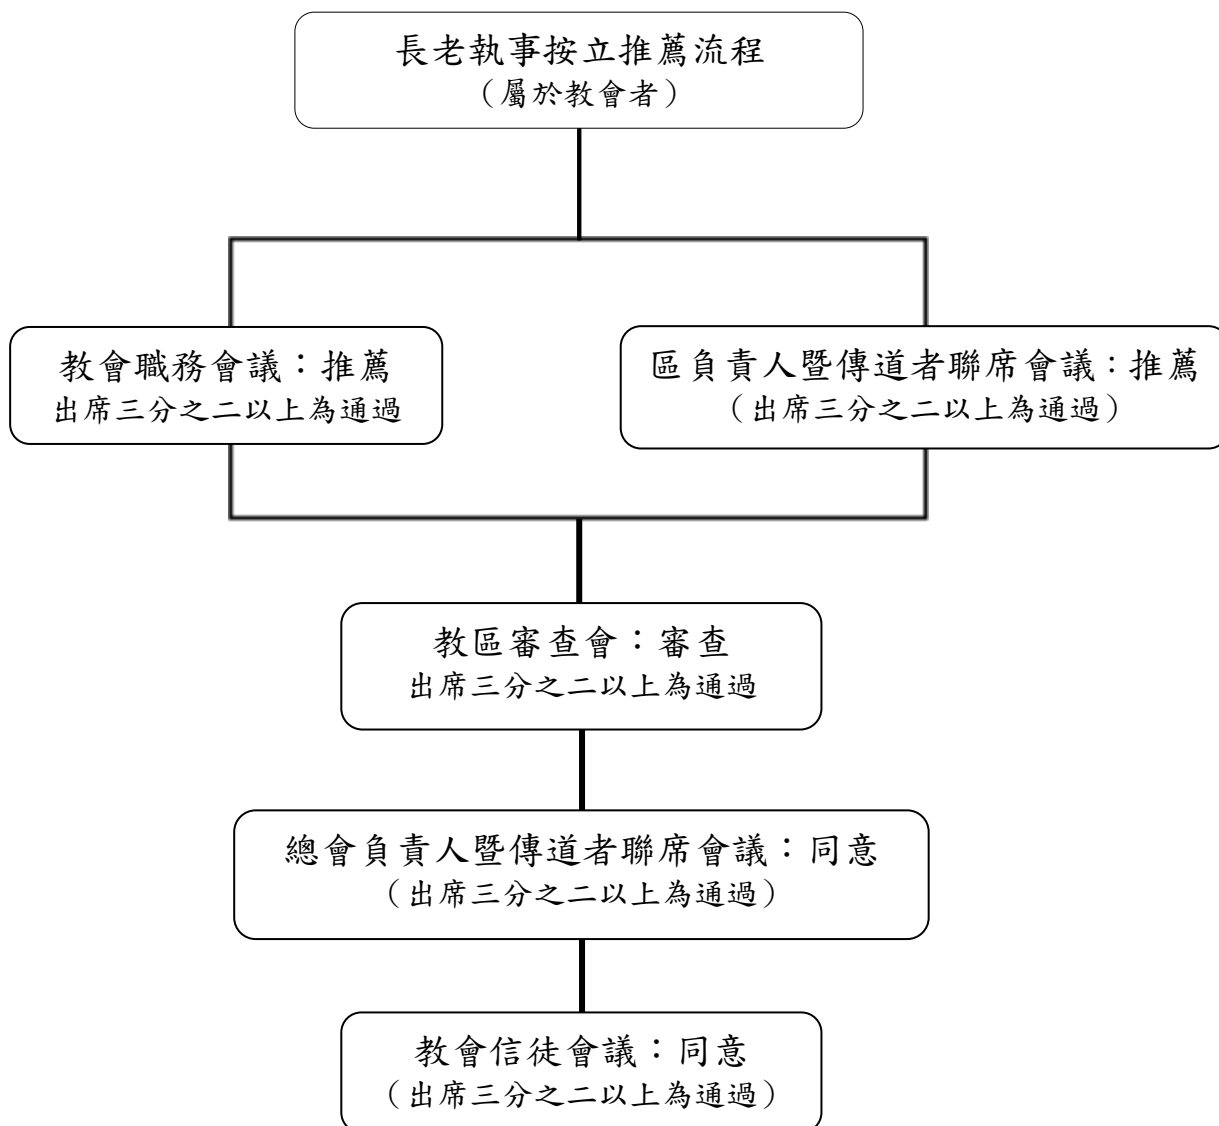 長老執事按立推薦流程
（屬於教會者）
教會職務會議：推薦
出席三分之二以上為通過
區負責人暨傳道者聯席會議：推薦
（出席三分之二以上為通過）
教區審查會：審查
出席三分之二以上為通過
總會負責人暨傳道者聯席會議：同意
（出席三分之二以上為通過）
教會信徒會議：同意
（出席三分之二以上為通過）